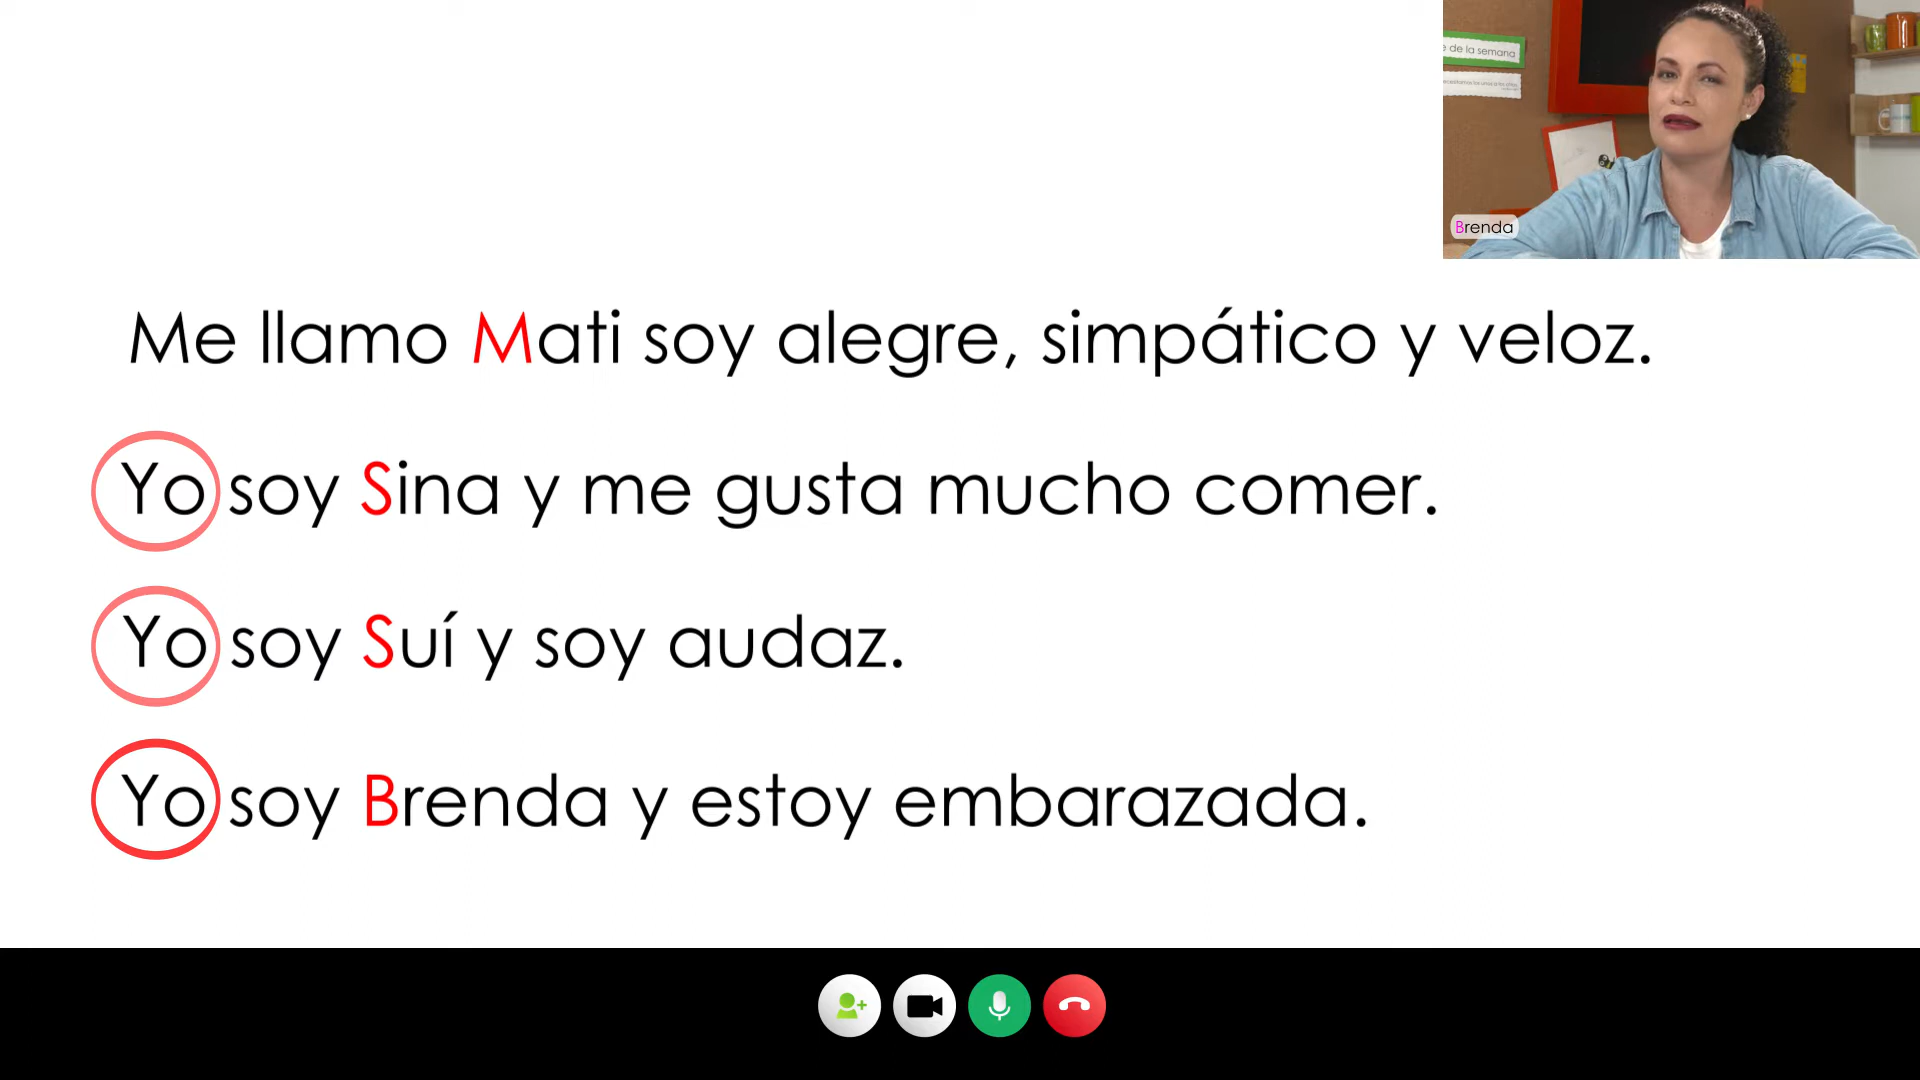 e de la semana
Brenda
Me llamo Mati soy alegre, simpático y veloz.
Yo soy Sina y me gusta mucho comer.
Yo soy Suí y soy audaz.
Yo soy Brenda y estoy embarazada.